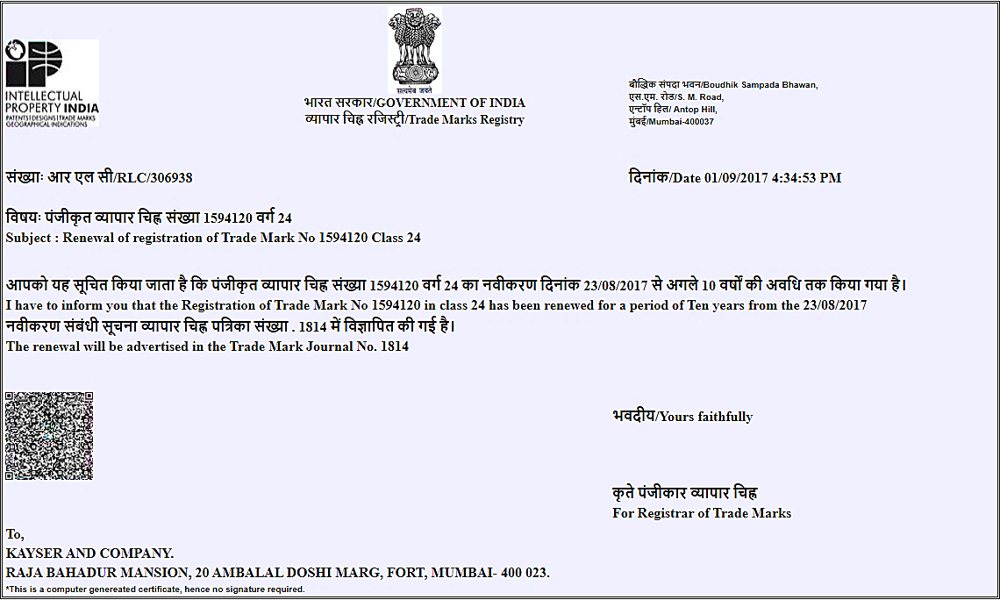 सत्यमेव जयते
INTELLECTUAL
PROPERTY INDIA
PATENTS | DESIGNS | TRADE MARKS
GEOGRAPHICAL INDICATIONS
भारत सरकार/GOVERNMENT OF INDIA
व्यापार चिह्न रजिस्ट्री/Trade Marks Registry
बौद्धिक संपदा भवन/Boudhik Sampada Bhawan,
एस.एम. रोड/S. M. Road,
एन्टॉप हिल/ Antop Hill,
मुंबई/Mumbai-400037
संख्याः आर एल सी/RLC/306938
दिनांक/Date 01/09/2017 4:34:53 PM
विषयः पंजीकृत व्यापार चिह्न संख्या 1594120 वर्ग 24
Subject : Renewal of registration of Trade Mark No 1594120 Class 24
आपको यह सूचित किया जाता है कि पंजीकृत व्यापार चिह्न संख्या 1594120 वर्ग 24 का नवीकरण दिनांक 23/08/2017 से अगले 10 वर्षों की अवधि तक किया गया है।
I have to inform you that the Registration of Trade Mark No 1594120 in class 24 has been renewed for a period of Ten years from the 23/08/2017
नवीकरण संबंधी सूचना व्यापार चिह्न पत्रिका संख्या . 1814 में विज्ञापित की गई है।
The renewal will be advertised in the Trade Mark Journal No. 1814
भवदीय/Yours faithfully
कृते पंजीकार व्यापार चिह्न
For Registrar of Trade Marks
To,
KAYSER AND COMPANY.
RAJA BAHADUR MANSION, 20 AMBALAL DOSHI MARG, FORT, MUMBAI- 400 023.
*This is a computer genereated certificate, hence no signature required.